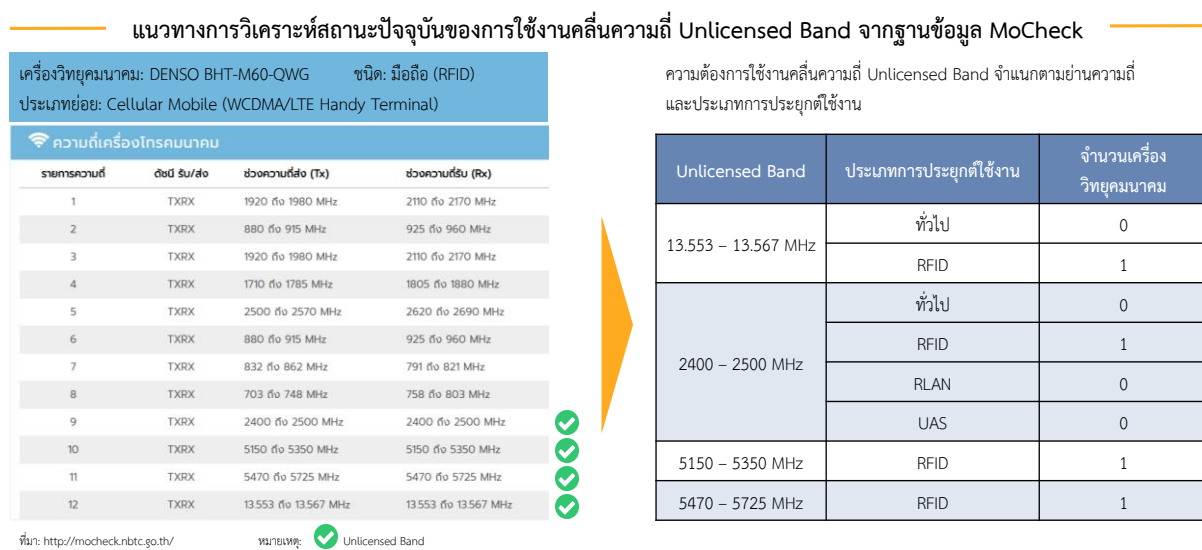 แนวทางการวิเคราะห์สถานะปัจจุบันของการใช้งานคลื่นความถี่ Unlicensed Band จากฐานข้อมูล MoCheck
เครื่องวิทยุคมนาคม: DENSO BHT-M60-QWG ชนิด: มือถือ (RFID)
ประเภทย่อย: Cellular Mobile (WCDMA/LTE Handy Terminal)
ความถี่เครื่องโทรคมนาคม
รายการความถี่ ดัชนี รับ/ส่ง ช่วงความถี่ส่ง (Tx) ช่วงความถี่รับ (Rx)
1 TXRX 1920 ถึง 1980 MHz 2110 ถึง 2170 MHz
2 TXRX 880 ถึง 915 MHz 925 ถึง 960 MHz
3 TXRX 1920 ถึง 1980 MHz 2110 ถึง 2170 MHz
4 TXRX 1710 ถึง 1785 MHz 1805 ถึง 1880 MHz
5 TXRX 2500 ถึง 2570 MHz 2620 ถึง 2690 MHz
6 TXRX 880 ถึง 915 MHz 925 ถึง 960 MHz
7 TXRX 832 ถึง 862 MHz 791 ถึง 821 MHz
8 TXRX 703 ถึง 748 MHz 758 ถึง 803 MHz
9 TXRX 2400 ถึง 2500 MHz 2400 ถึง 2500 MHz
10 TXRX 5150 ถึง 5350 MHz 5150 ถึง 5350 MHz
11 TXRX 5470 ถึง 5725 MHz 5470 ถึง 5725 MHz
12 TXRX 13.553 ถึง 13.567 MHz 13.553 ถึง 13.567 MHz
ที่มา: http://mocheck.nbtc.go.th/ หมายเหตุ: Unlicensed Band
ความต้องการใช้งานคลื่นความถี่ Unlicensed Band จำแนกตามย่านความถี่
และประเภทการประยุกต์ใช้งาน
Unlicensed Band ประเภทการประยุกต์ใช้งาน จำนวนเครื่อง
วิทยุคมนาคม
13.553 – 13.567 MHz ทั่วไป 0
RFID 1
2400 – 2500 MHz ทั่วไป 0
RFID 1
RLAN 0
UAS 0
5150 – 5350 MHz RFID 1
5470 – 5725 MHz RFID 1